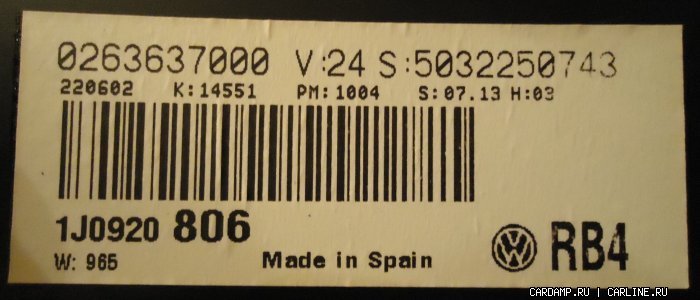 0263637000 V:24 S:5032250743
220602 K:14551 PM:1004 S:07.13 H:03
1J0920 806
W: 965 Made in Spain RB4
CARDAMP.RU | CARLINE.RU